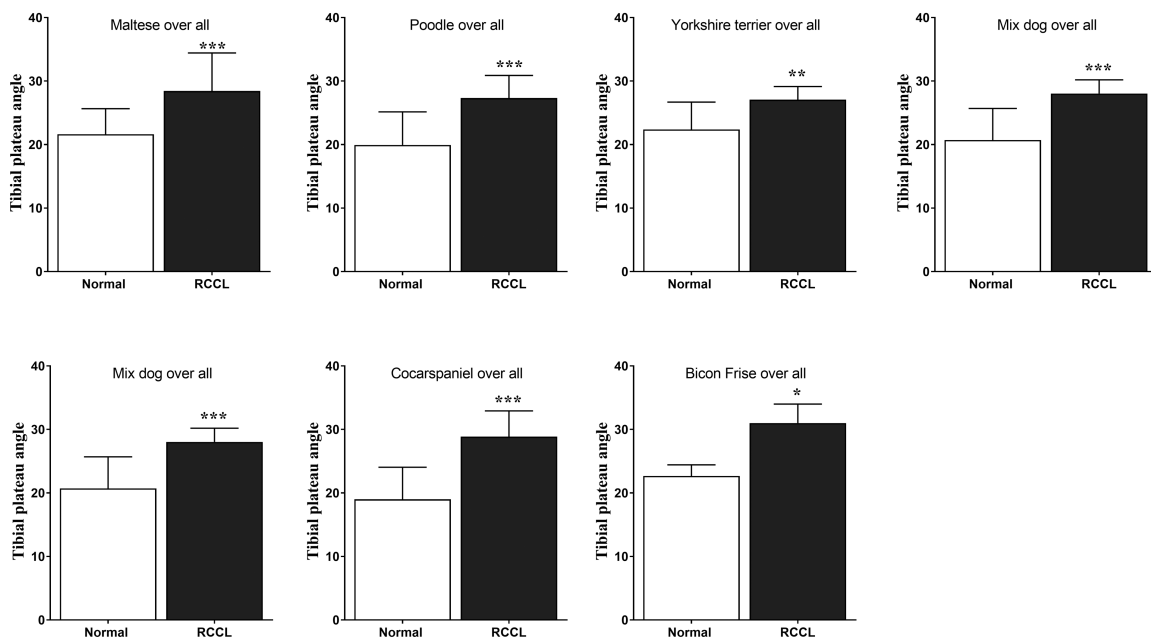 Maltese over all
***
Tibial plateau angle
40
30
20
10
0
Normal RCCL
Poodle over all
***
Tibial plateau angle
40
30
20
10
0
Normal RCCL
Yorkshire terrier over all
**
Tibial plateau angle
40
30
20
10
0
Normal RCCL
Mix dog over all
***
Tibial plateau angle
40
30
20
10
0
Normal RCCL
Mix dog over all
***
Tibial plateau angle
40
30
20
10
0
Normal RCCL
Cocarspaniel over all
***
Tibial plateau angle
40
30
20
10
0
Normal RCCL
Bicon Frise over all
*
Tibial plateau angle
40
30
20
10
0
Normal RCCL